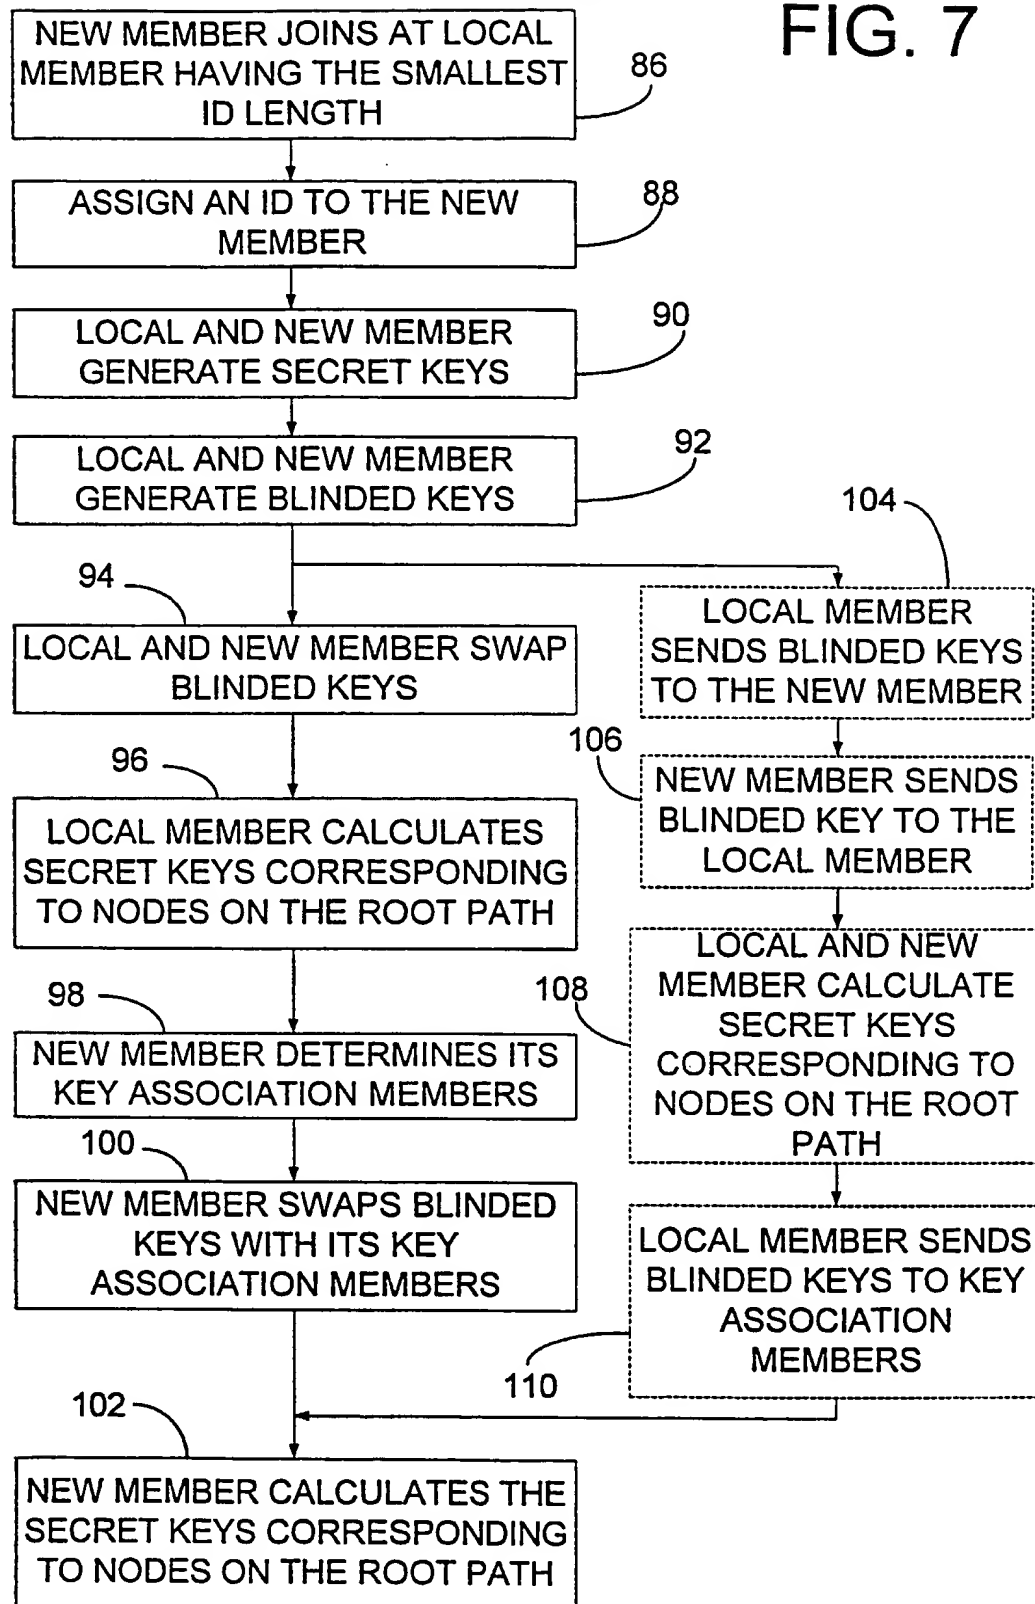 FIG. 7
NEW MEMBER JOINS AT LOCAL
MEMBER HAVING THE SMALLEST
ID LENGTH
86
ASSIGN AN ID TO THE NEW
MEMBER
88
LOCAL AND NEW MEMBER
GENERATE SECRET KEYS
90
LOCAL AND NEW MEMBER
GENERATE BLINDED KEYS
92
94
LOCAL AND NEW MEMBER SWAP
BLINDED KEYS
96
LOCAL MEMBER CALCULATES
SECRET KEYS CORRESPONDING
TO NODES ON THE ROOT PATH
98
NEW MEMBER DETERMINES ITS
KEY ASSOCIATION MEMBERS
100
NEW MEMBER SWAPS BLINDED
KEYS WITH ITS KEY
ASSOCIATION MEMBERS
104
LOCAL MEMBER
SENDS BLINDED KEYS
TO THE NEW MEMBER
106
NEW MEMBER SENDS
BLINDED KEY TO THE
LOCAL MEMBER
108
LOCAL AND NEW
MEMBER CALCULATE
SECRET KEYS
CORRESPONDING TO
NODES ON THE ROOT
PATH
LOCAL MEMBER SENDS
BLINDED KEYS TO KEY
ASSOCIATION
MEMBERS
110
102
NEW MEMBER CALCULATES THE
SECRET KEYS CORRESPONDING
TO NODES ON THE ROOT PATH